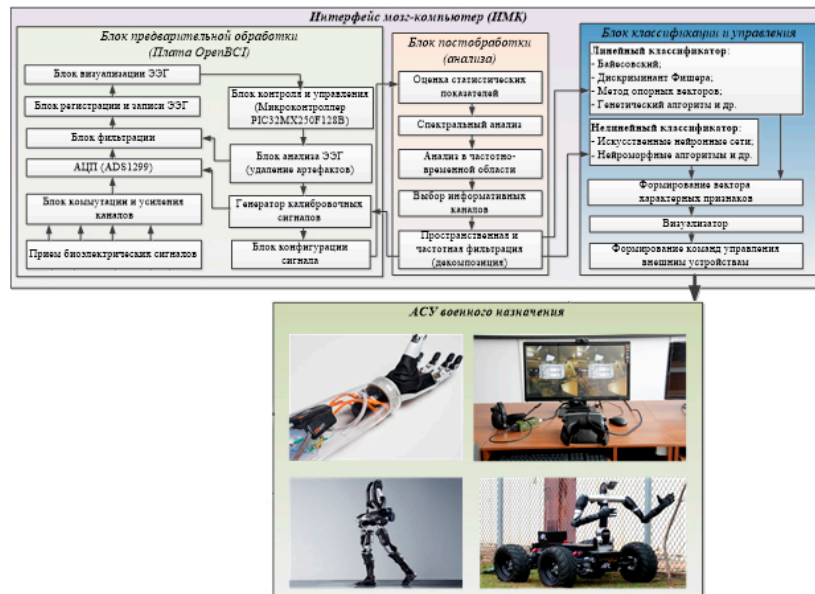 Интерфейс мозг-компьютер (ИМК)
Блок предварительной обработки
(Плата OpenBCI)
Блок визуализации ЭЭГ
Блок регистрации и записи ЭЭГ
Блок фильтрации
АЦП (ADS1299)
Блок коммутации и усиления
каналов
Прием биоэлектрических сигналов
Блок контроля и управления
(Микроконтроллер
PIC32MX250F128B)
Блок анализа ЭЭГ
(удаление артефактов)
Генератор калибровочных
сигналов
Блок конфигурации
сигнала
Блок постобработки
(анализа)
Оценка статистических
показателей
Спектральный анализ
Анализ в частотно-
временной области
Выбор информативных
каналов
Пространственная и
частотная фильтрация
(декомпозиция)
Блок классификации и управления
Линейный классификатор:
- Байесовский;
- Дискриминант Фишера;
- Метод опорных векторов;
- Генетический алгоритм и др.
Нелинейный классификатор:
- Искусственные нейронные сети;
- Нейроморфные алгоритмы и др.
Формирование вектора
характерных признаков
Визуализатор
Формирование команд управления
внешним устройствам
АСУ военного назначения